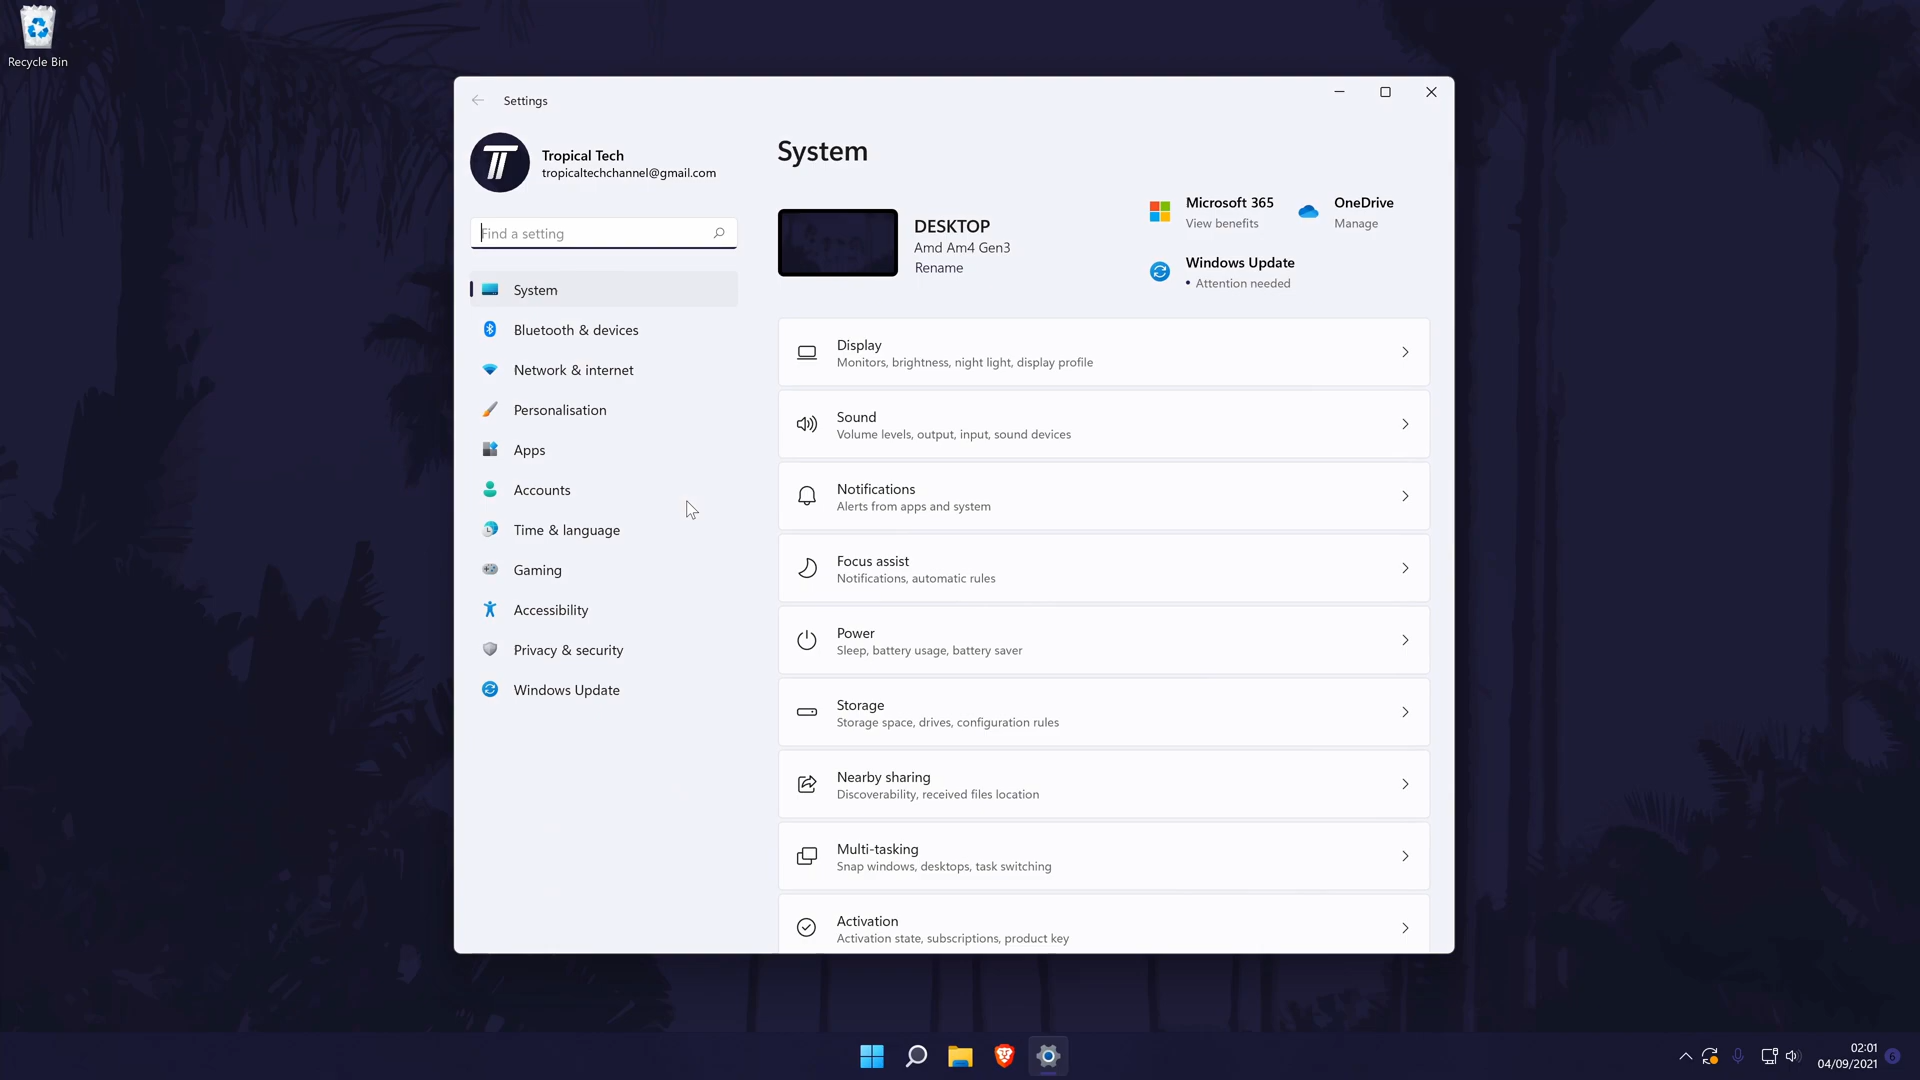 Recycle Bin
Settings
Tropical Tech
tropicaltechchannel@gmail.com
Find a setting
System
Bluetooth & devices
Network & internet
Personalisation
Apps
Accounts
Time & language
Gaming
Accessibility
Privacy & security
Windows Update
System
DESKTOP
Amd Am4 Gen3
Rename
Microsoft 365
View benefits
OneDrive
Manage
Windows Update
• Attention needed
Display
Monitors, brightness, night light, display profile
Sound
Volume levels, output, input, sound devices
Notifications
Alerts from apps and system
Focus assist
Notifications, automatic rules
Power
Sleep, battery usage, battery saver
Storage
Storage space, drives, configuration rules
Nearby sharing
Discoverability, received files location
Multi-tasking
Snap windows, desktops, task switching
Activation
Activation state, subscriptions, product key
02:01
04/09/2021
6